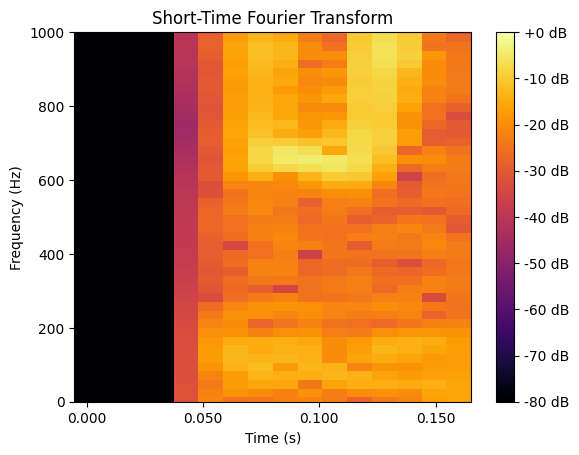 Short-Time Fourier Transform
1000
800
600
400
200
0
Frequency (Hz)
0.000
0.050
0.100
0.150
Time (s)
+0 dB
-10 dB
-20 dB
-30 dB
-40 dB
-50 dB
-60 dB
-70 dB
-80 dB